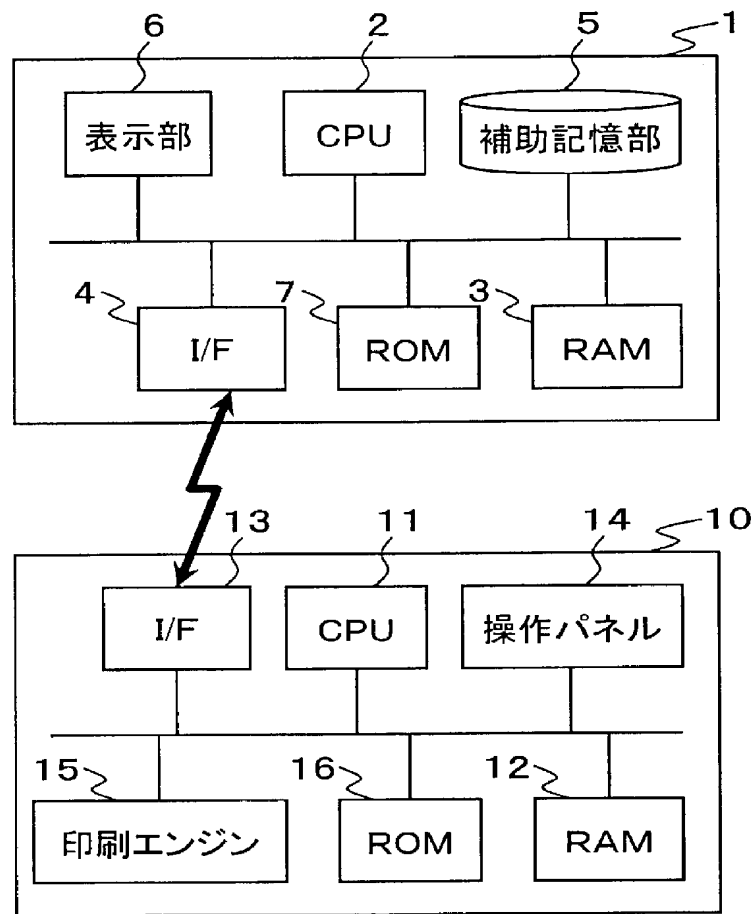 6 2 5 1
表示部 CPU 補助記憶部
4 7 3
I/F ROM RAM
13 11 14 10
I/F CPU 操作パネル
15 16 12
印刷エンジン ROM RAM